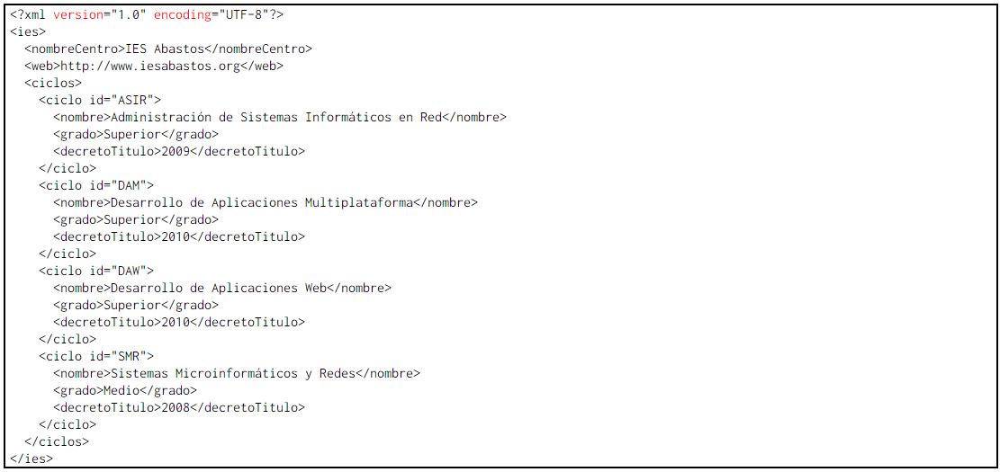 <?xml version="1.0" encoding="UTF-8"?>
<ies>
  <nombreCentro>IES Abastos</nombreCentro>
  <web>http://www.iesabastos.org</web>
  <ciclos>
    <ciclo id="ASIR">
      <nombre>Administración de Sistemas Informáticos en Red</nombre>
      <grado>Superior</grado>
      <decretoTitulo>2009</decretoTitulo>
    </ciclo>
    <ciclo id="DAM">
      <nombre>Desarrollo de Aplicaciones Multiplataforma</nombre>
      <grado>Superior</grado>
      <decretoTitulo>2010</decretoTitulo>
    </ciclo>
    <ciclo id="DAW">
      <nombre>Desarrollo de Aplicaciones Web</nombre>
      <grado>Superior</grado>
      <decretoTitulo>2010</decretoTitulo>
    </ciclo>
    <ciclo id="SMR">
      <nombre>Sistemas Microinformáticos y Redes</nombre>
      <grado>Medio</grado>
      <decretoTitulo>2008</decretoTitulo>
    </ciclo>
  </ciclos>
</ies>